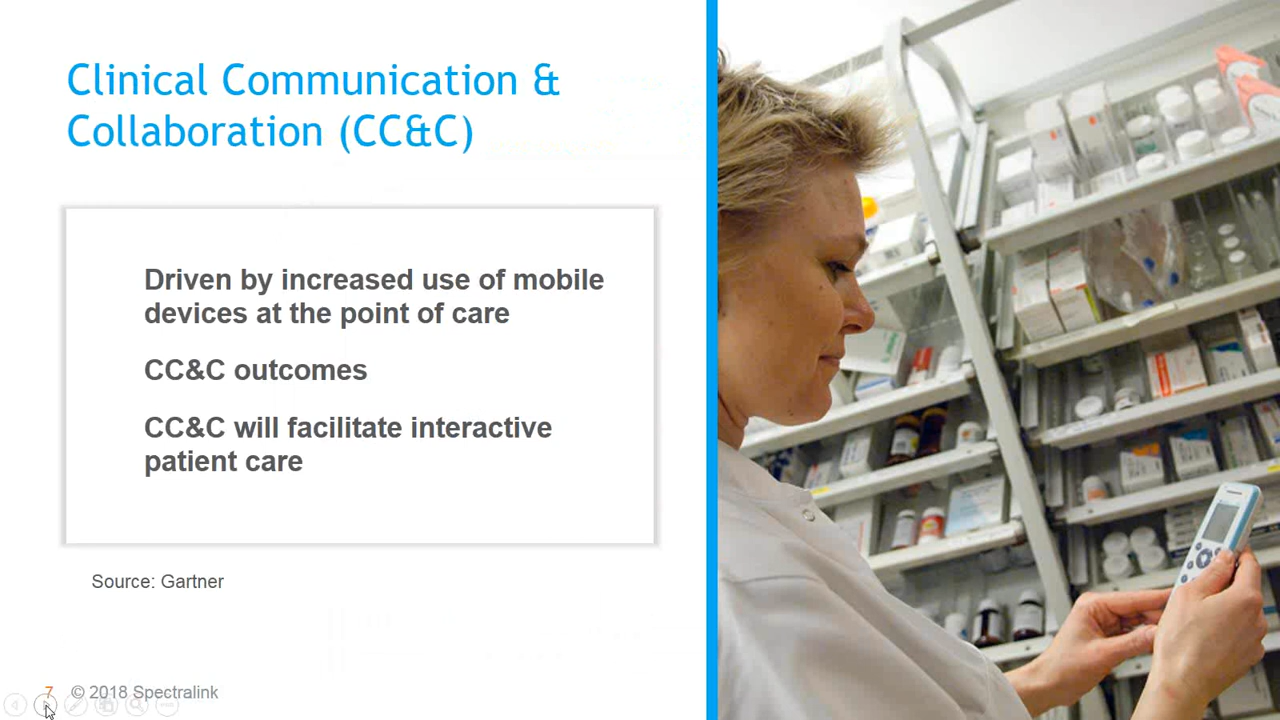 Clinical Communication &
Collaboration (CC&C)
Driven by increased use of mobile
devices at the point of care
CC&C outcomes
CC&C will facilitate interactive
patient care
Source: Gartner
7 © 2018 Spectralink